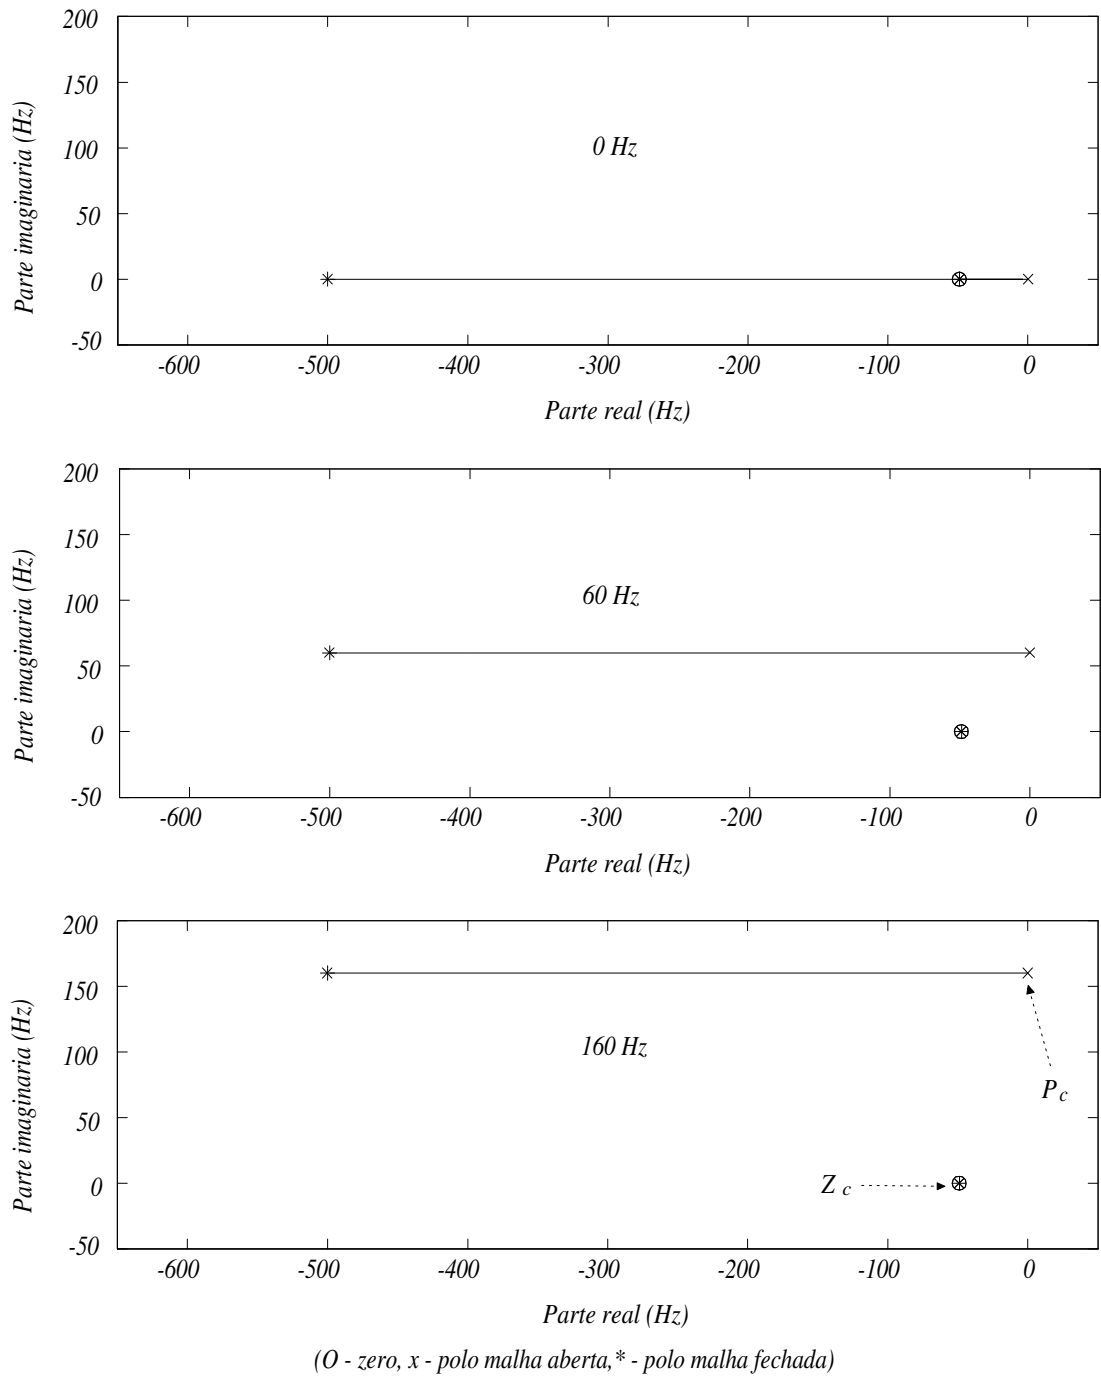 200
150
100
50
0
-50
Parte imaginaria (Hz)
0 Hz
-600 -500 -400 -300 -200 -100 0
Parte real (Hz)
200
150
100
50
0
-50
Parte imaginaria (Hz)
60 Hz
-600 -500 -400 -300 -200 -100 0
Parte real (Hz)
200
150
100
50
0
-50
Parte imaginaria (Hz)
160 Hz
P c
Z c
-600 -500 -400 -300 -200 -100 0
Parte real (Hz)
(O - zero, x - polo malha aberta,* - polo malha fechada)